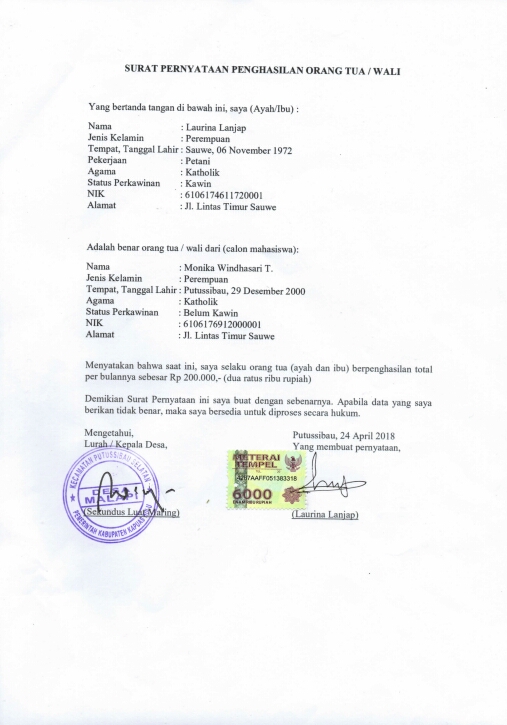 SURAT PERNYATAAN PENGHASILAN ORANG TUA / WALI
Yang bertanda tangan di bawah ini, saya (Ayah/Ibu) :
Nama : Laurina Lanjap
Jenis Kelamin : Perempuan
Tempat, Tanggal Lahir : Sauwe, 06 November 1972
Pekerjaan : Petani
Agama : Katholik
Status Perkawinan : Kawin
NIK : 6106174611720001
Alamat : Jl. Lintas Timur Sauwe
Adalah benar orang tua / wali dari (calon mahasiswa):
Nama : Monika Windhasari T.
Jenis Kelamin : Perempuan
Tempat, Tanggal Lahir : Putussibau, 29 Desember 2000
Agama : Katholik
Status Perkawinan : Belum Kawin
NIK : 6106176912000001
Alamat : Jl. Lintas Timur Sauwe
Menyatakan bahwa saat ini, saya selaku orang tua (ayah dan ibu) berpenghasilan total
per bulannya sebesar Rp 200.000,- (dua ratus ribu rupiah)
Demikian Surat Pernyataan ini saya buat dengan sebenarnya. Apabila data yang saya
berikan tidak benar, maka saya bersedia untuk diproses secara hukum.
Mengetahui,
Lurah / Kepala Desa,
Putussibau, 24 April 2018
Yang membuat pernyataan,
KECAMATAN PUTUSSIBAU SELATAN
DESA
PEMERINTAH KABUPATEN KAPUAS HULU
METERAI
TEMPEL
6000
ENAM RIBU RUPIAH
(Sekundus Luat Maring)
(Laurina Lanjap)